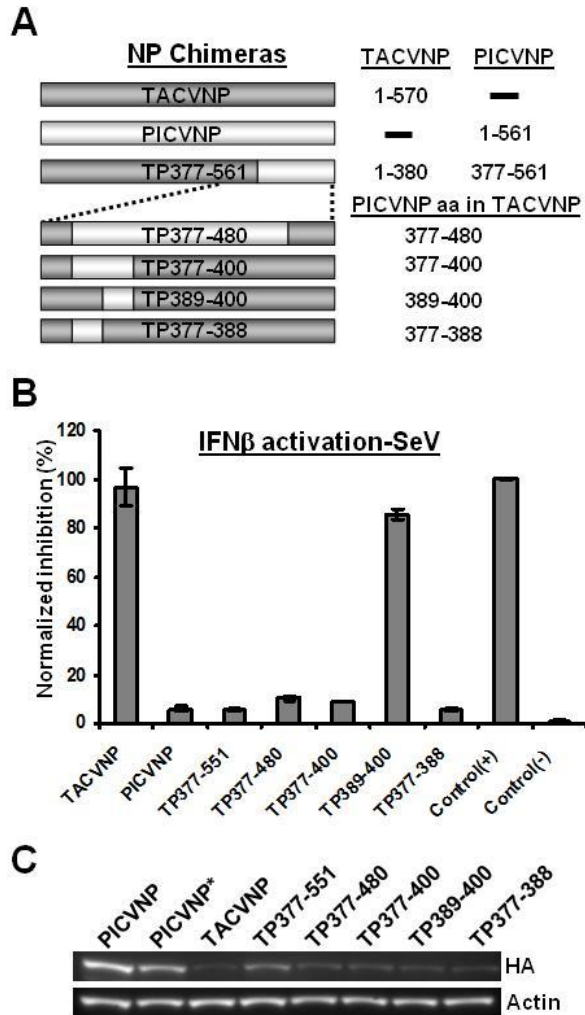 A
NP Chimeras TACVNP PICVNP
TACVNP 1-570 —
PICVNP — 1-561
TP377-561 1-380 377-561
PICVNP aa in TACVNP
TP377-480 377-480
TP377-400 377-400
TP389-400 389-400
TP377-388 377-388
B
IFNβ activation-SeV
Normalized inhibition (%)
120
100
80
60
40
20
0
TACVNP
PICVNP
TP377-551
TP377-480
TP377-400
TP389-400
TP377-388
Control(+)
Control(-)
C
PICVNP
PICVNP*
TACVNP
TP377-551
TP377-480
TP377-400
TP389-400
TP377-388
HA
Actin